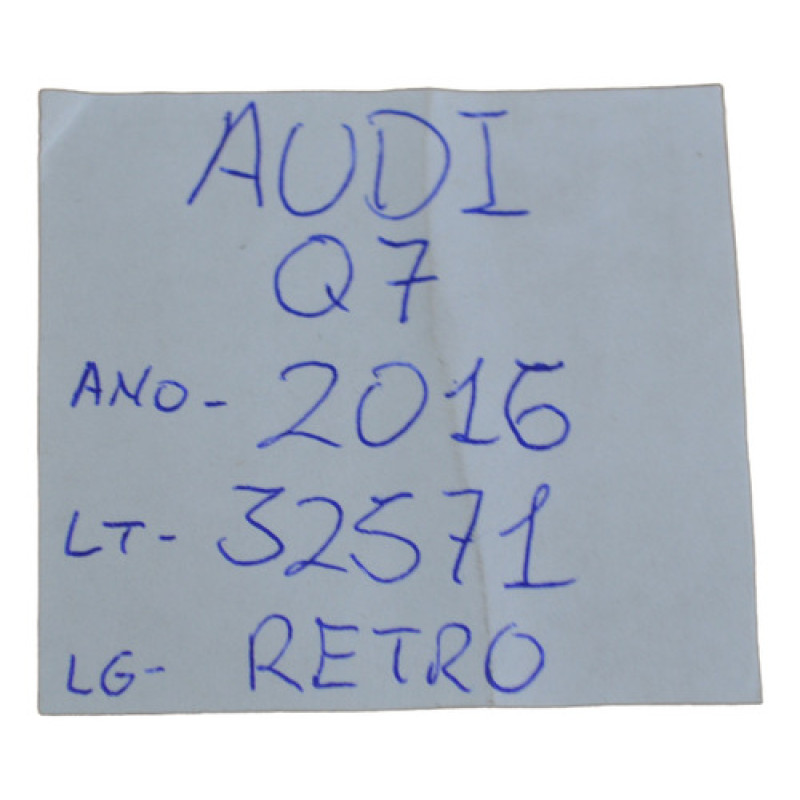 AUDI
Q7
ANO- 2016
LT- 32571
LG- RETRO